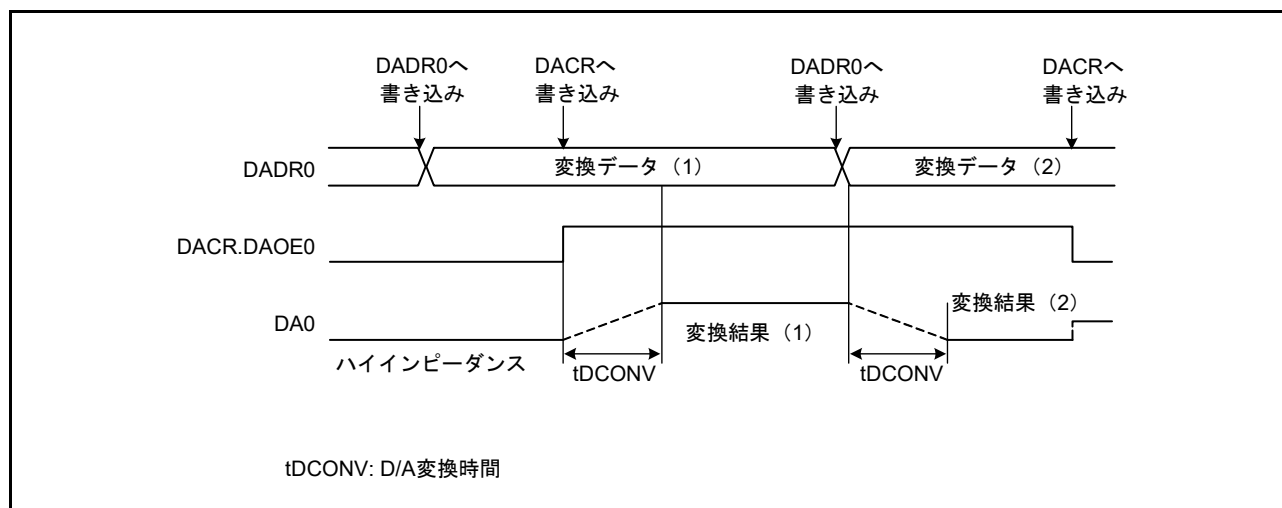 DADR0へ
書き込み
DACRへ
書き込み
DADR0へ
書き込み
DACRへ
書き込み
DADR0
変換データ（1）
変換データ（2）
DACR.DAOE0
DA0
変換結果（1）
変換結果（2）
ハイインピーダンス
tDCONV
tDCONV
tDCONV: D/A変換時間